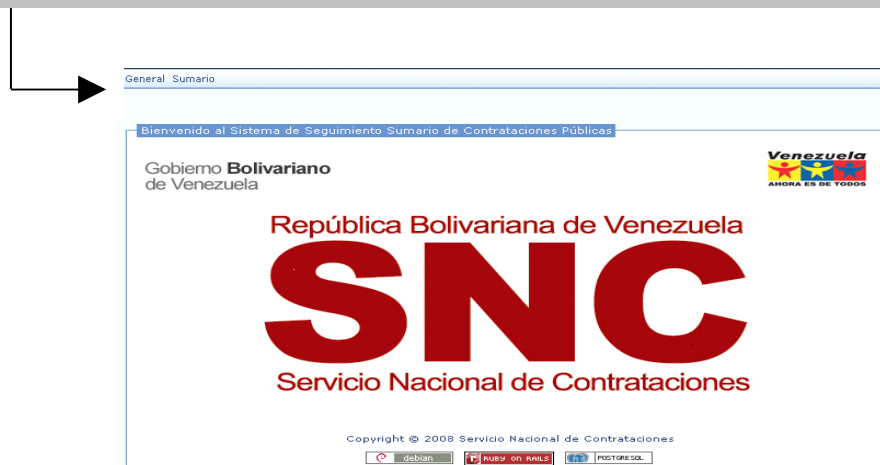 General Sumario
Bienvenido al Sistema de Seguimiento Sumario de Contrataciones Públicas
Gobierno Bolivariano
de Venezuela
Venezuela
AHORA ES DE TODOS
República Bolivariana de Venezuela
SNC
Servicio Nacional de Contrataciones
Copyright © 2008 Servicio Nacional de Contrataciones
debian RUBY ON RAILS POSTGRESQL